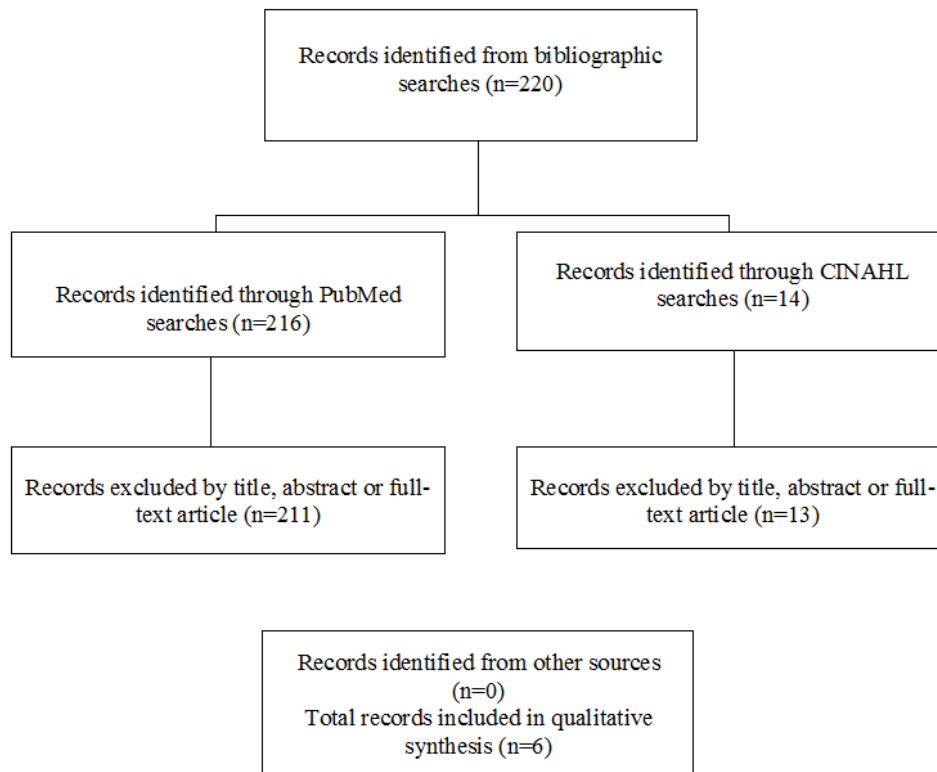 Records identified from bibliographic
searches (n=220)
Records identified through PubMed
searches (n=216)
Records identified through CINAHL
searches (n=14)
Records excluded by title, abstract or full-
text article (n=211)
Records excluded by title, abstract or full-
text article (n=13)
Records identified from other sources
(n=0)
Total records included in qualitative
synthesis (n=6)